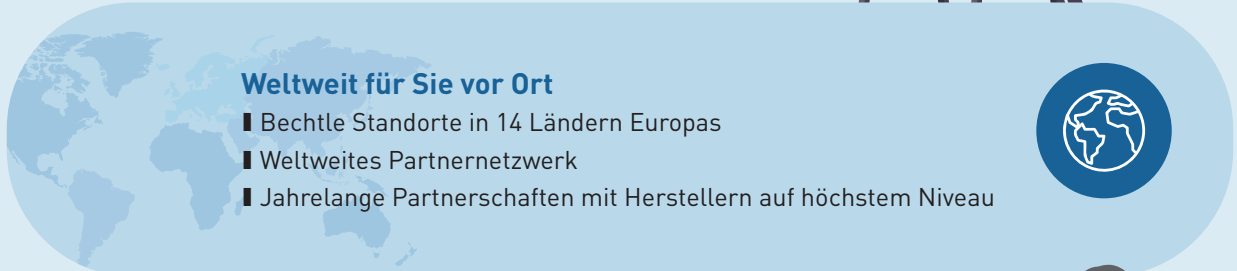 Weltweit für Sie vor Ort
Bechtle Standorte in 14 Ländern Europas
Weltweites Partnernetzwerk
Jahrelange Partnerschaften mit Herstellern auf höchstem Niveau